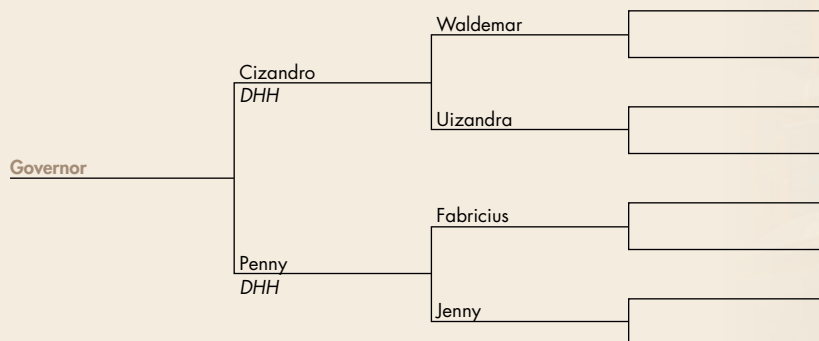 Waldemar
Cizandro
DHH
Uizandra
Governor
Fabricius
Penny
DHH
Jenny